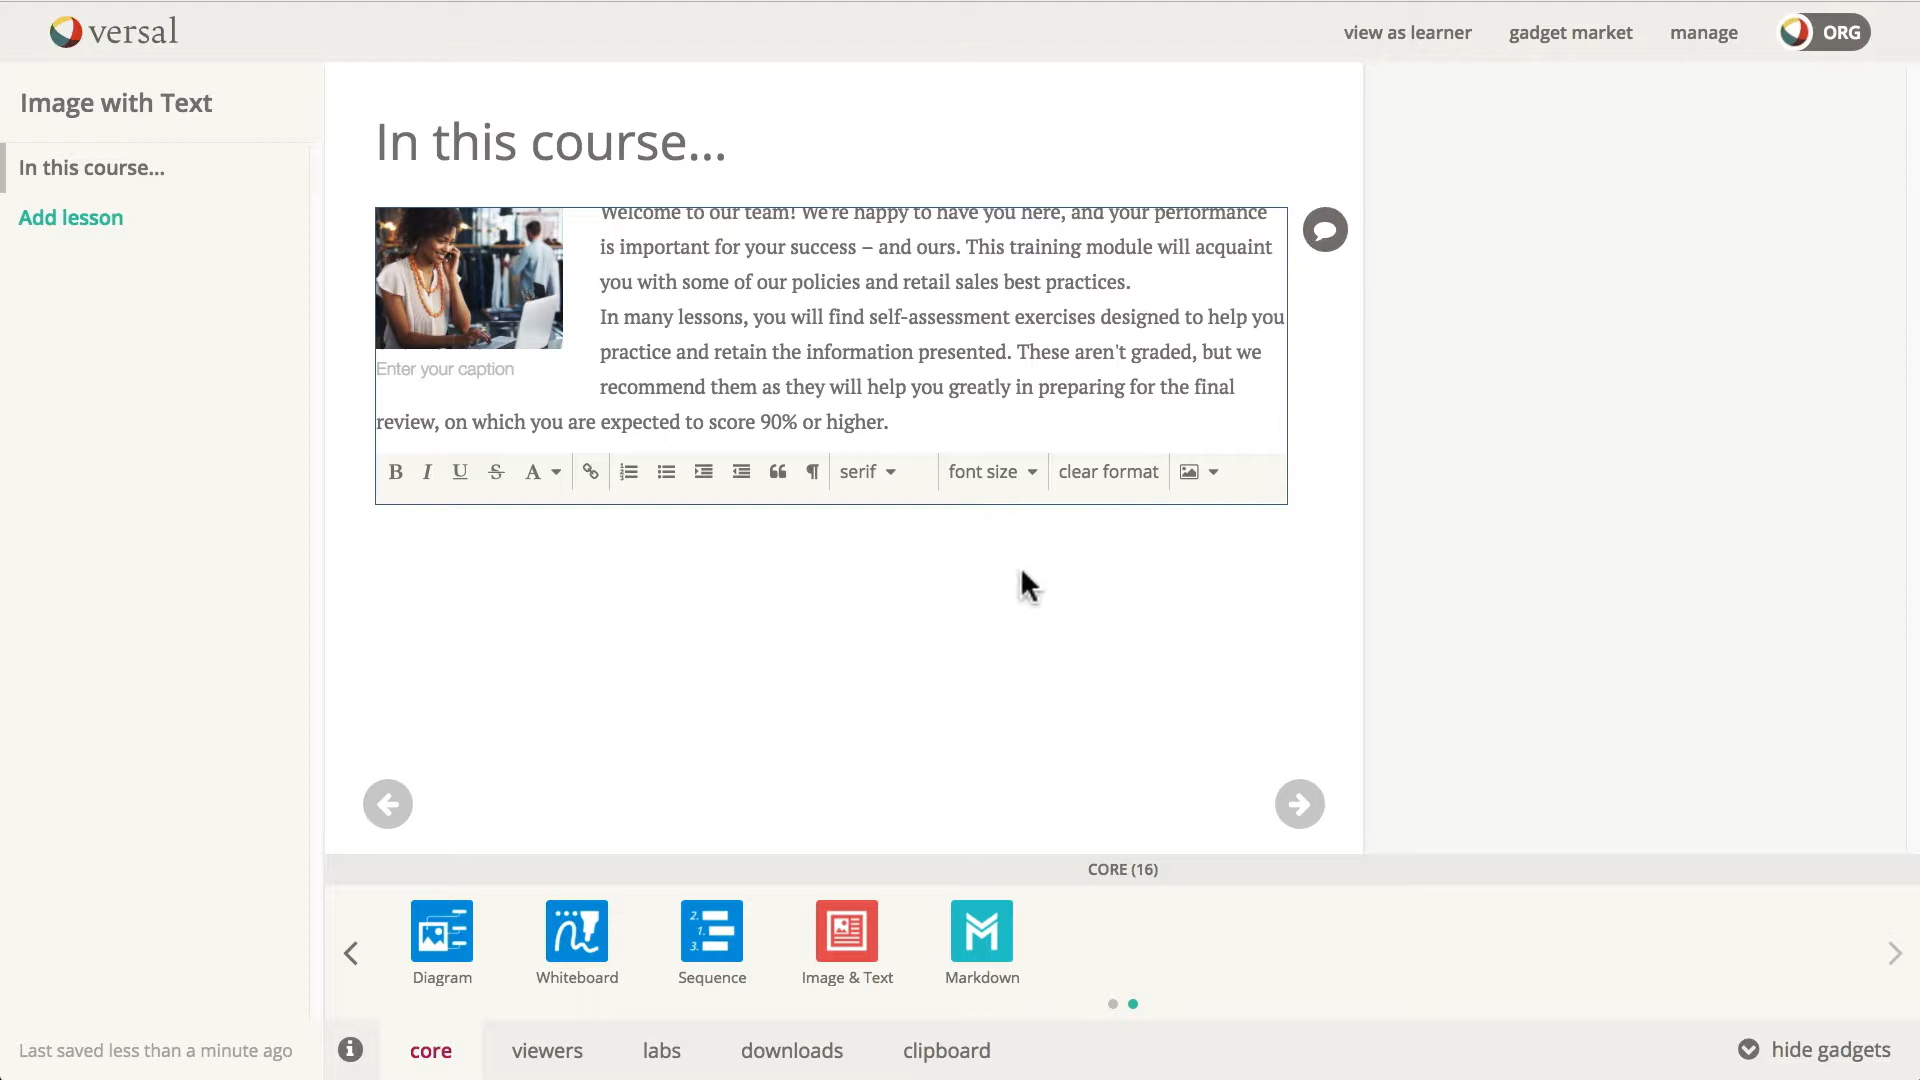 versal
view as learner gadget market manage ORG
Image with Text
In this course...
Add lesson
In this course...
Welcome to our team! We're happy to have you here, and your performance
is important for your success – and ours. This training module will acquaint
you with some of our policies and retail sales best practices.
In many lessons, you will find self-assessment exercises designed to help you
practice and retain the information presented. These aren't graded, but we
recommend them as they will help you greatly in preparing for the final
review, on which you are expected to score 90% or higher.
Enter your caption
B I U S A serif font size clear format
CORE (16)
Diagram Whiteboard Sequence Image & Text Markdown
Last saved less than a minute ago
core viewers labs downloads clipboard hide gadgets